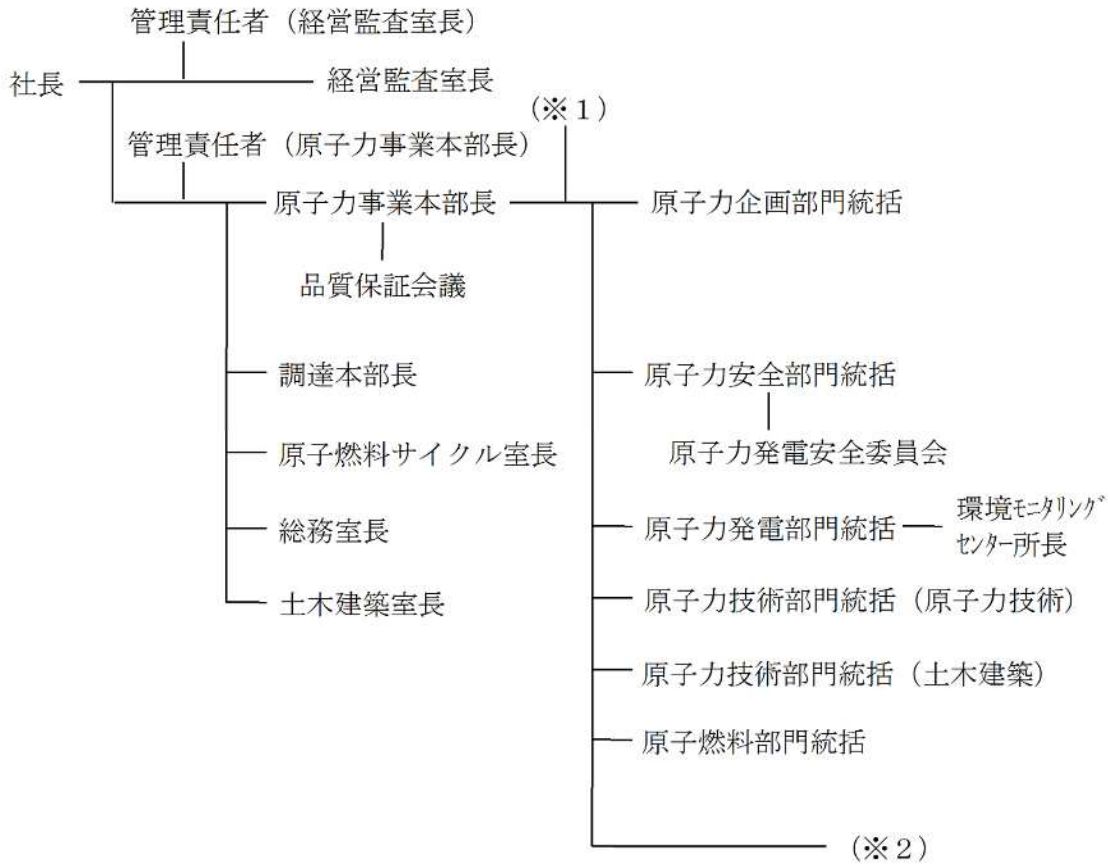 管理責任者（経営監査室長）
社長
経営監査室長
（※１）
管理責任者（原子力事業本部長）
原子力事業本部長
原子力企画部門統括
品質保証会議
調達本部長
原子力安全部門統括
原子燃料サイクル室長
原子力発電安全委員会
総務室長
原子力発電部門統括
環境ﾓﾆﾀﾘﾝｸﾞ
ｾﾝﾀｰ所長
土木建築室長
原子力技術部門統括（原子力技術）
原子力技術部門統括（土木建築）
原子燃料部門統括
（※２）